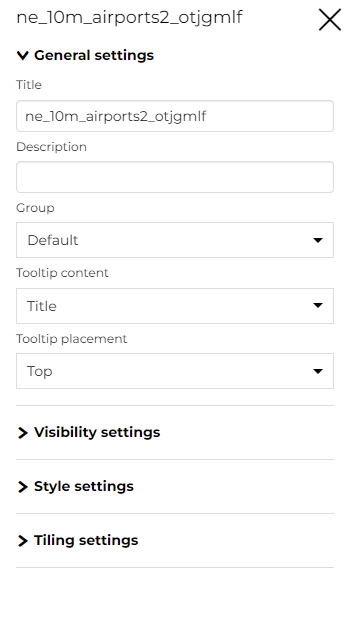 ne_10m_airports2_otjgmlf
General settings
Title
ne_10m_airports2_otjgmlf
Description
Group
Default
Tooltip content
Title
Tooltip placement
Top
Visibility settings
Style settings
Tiling settings